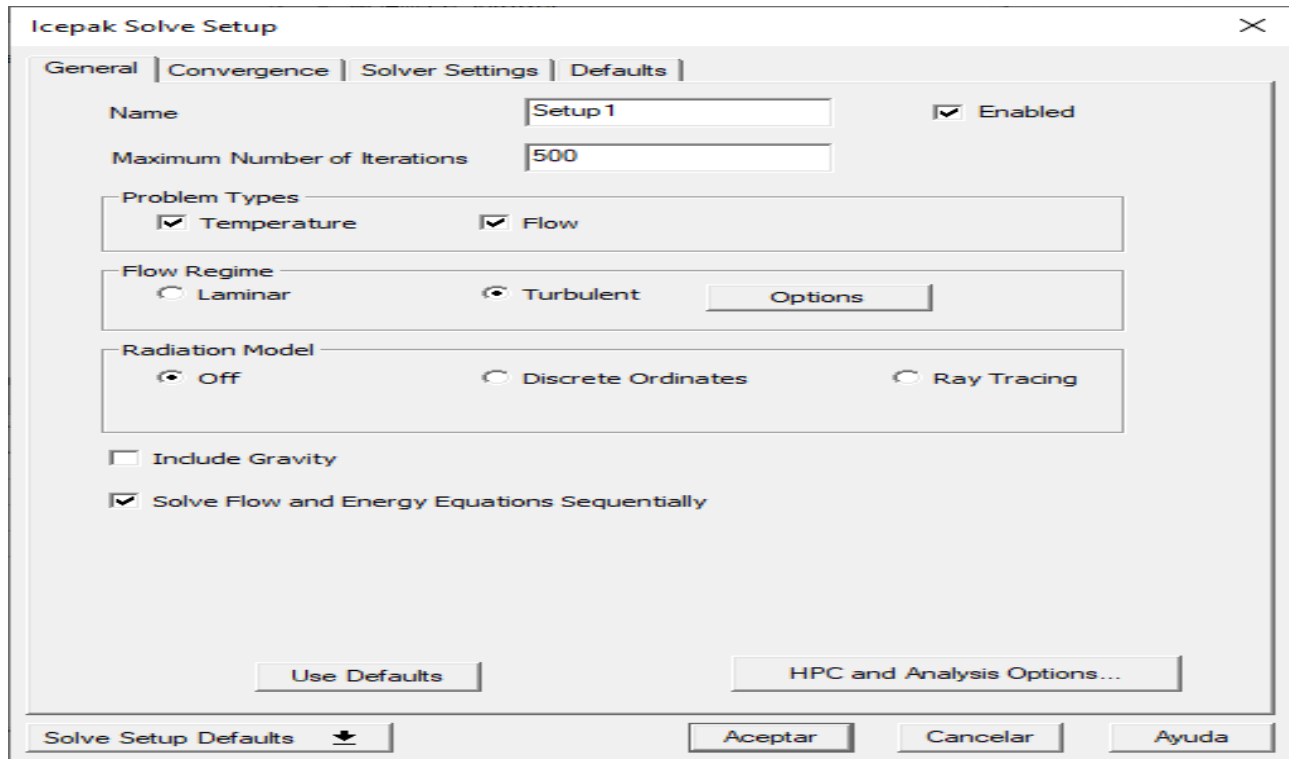 Icepak Solve Setup
General Convergence Solver Settings Defaults
Name Setup1 Enabled
Maximum Number of Iterations 500
Problem Types
Temperature Flow
Flow Regime
Laminar Turbulent Options
Radiation Model
Off Discrete Ordinates Ray Tracing
Include Gravity
Solve Flow and Energy Equations Sequentially
Use Defaults HPC and Analysis Options...
Solve Setup Defaults Aceptar Cancelar Ayuda